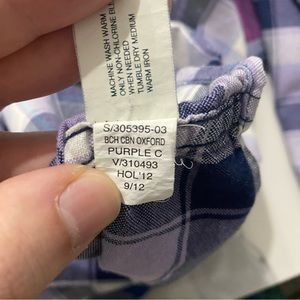 MACHINE WASH WARM
ONLY NON-CHLORINE
WHEN NEEDED
TUMBLE DRY MEDIUM
WARM IRON
S/305395-03
BCH CBN OXFORD
PURPLE C
V/310493
HOL'12
9/12